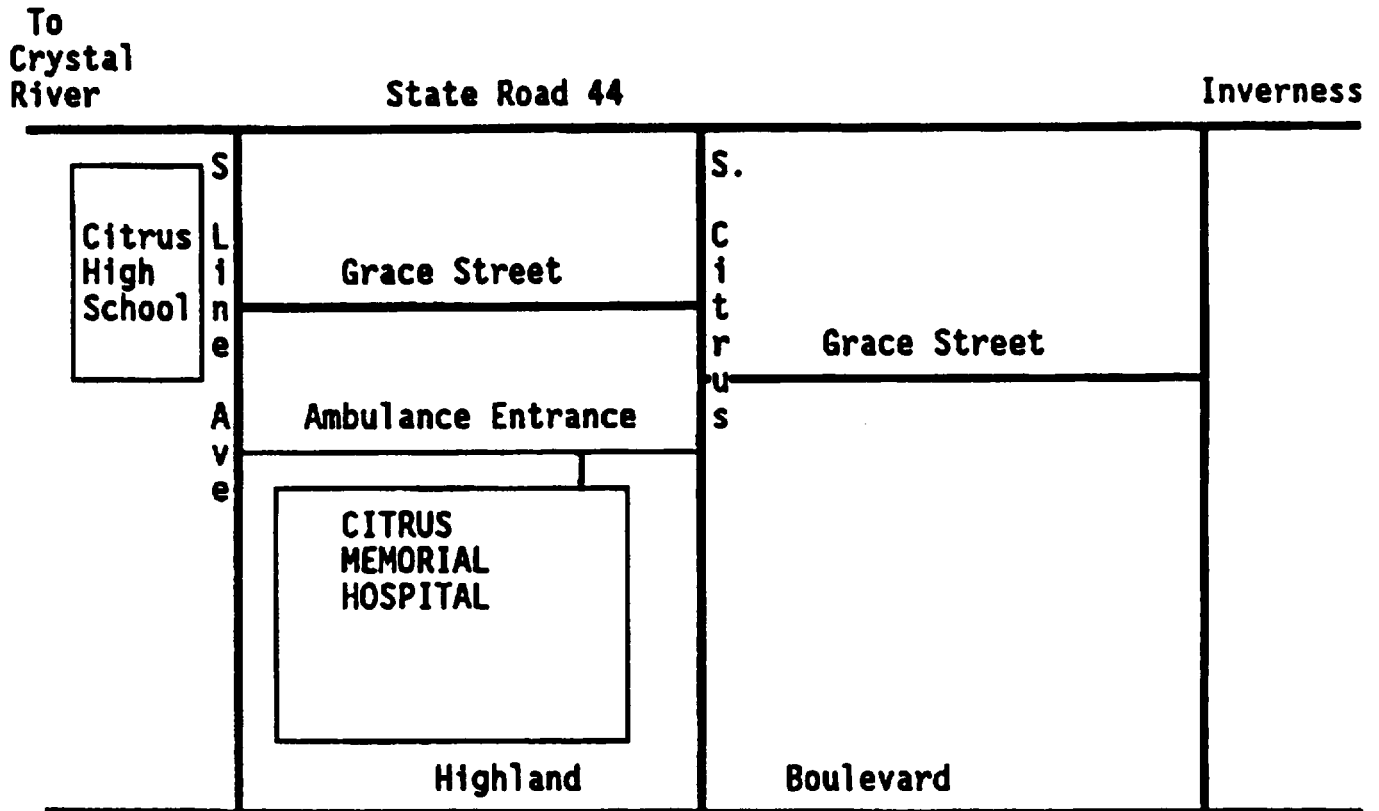 To
Crystal
River
State Road 44
Inverness
S Line Ave
S. Citrus
Citrus
High
School
Grace Street
Grace Street
Ambulance Entrance
CITRUS
MEMORIAL
HOSPITAL
Highland Boulevard